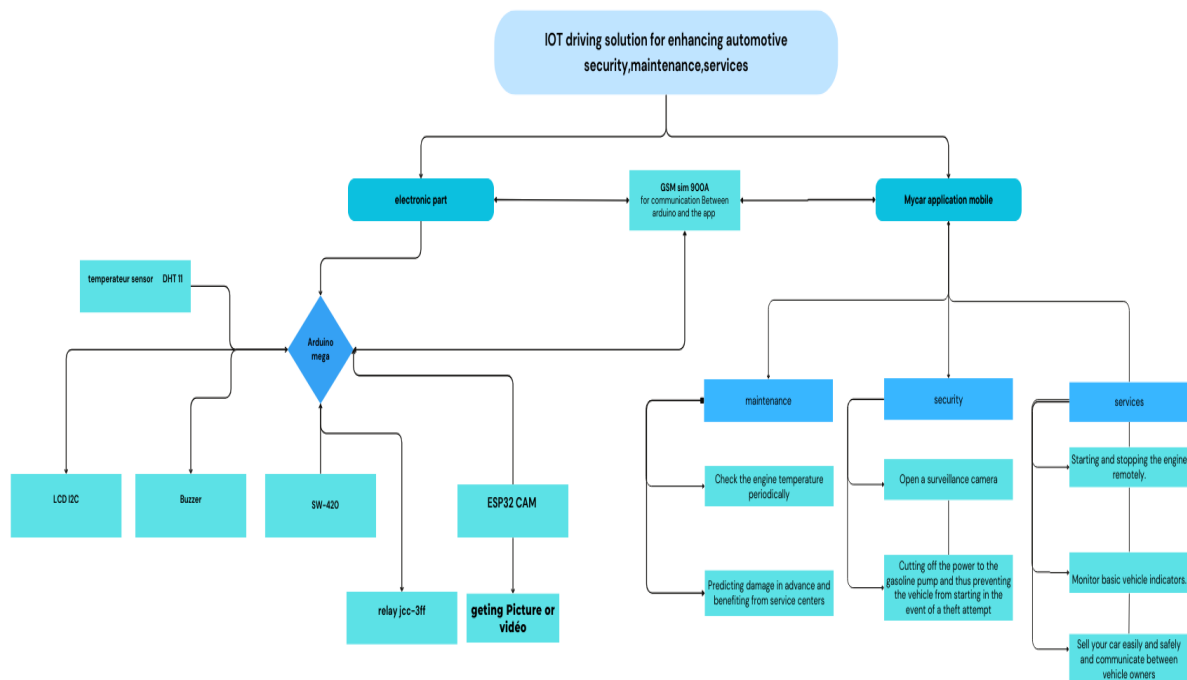 IOT driving solution for enhancing automotive
security,maintenance,services
electronic part
GSM sim 900A
for communication Between
arduino and the app
Mycar application mobile
temperateur sensor DHT 11
Arduino
mega
maintenance
security
services
LCD I2C
Buzzer
SW-420
ESP32 CAM
Check the engine temperature
periodically
Open a surveillance camera
Starting and stopping the engine
remotely.
relay jcc-3ff
geting Picture or
vidéo
Predicting damage in advance and
benefiting from service centers
Cutting off the power to the
gasoline pump and thus preventing
the vehicle from starting in the
event of a theft attempt
Monitor basic vehicle indicators.
Sell your car easily and safely
and communicate between
vehicle owners